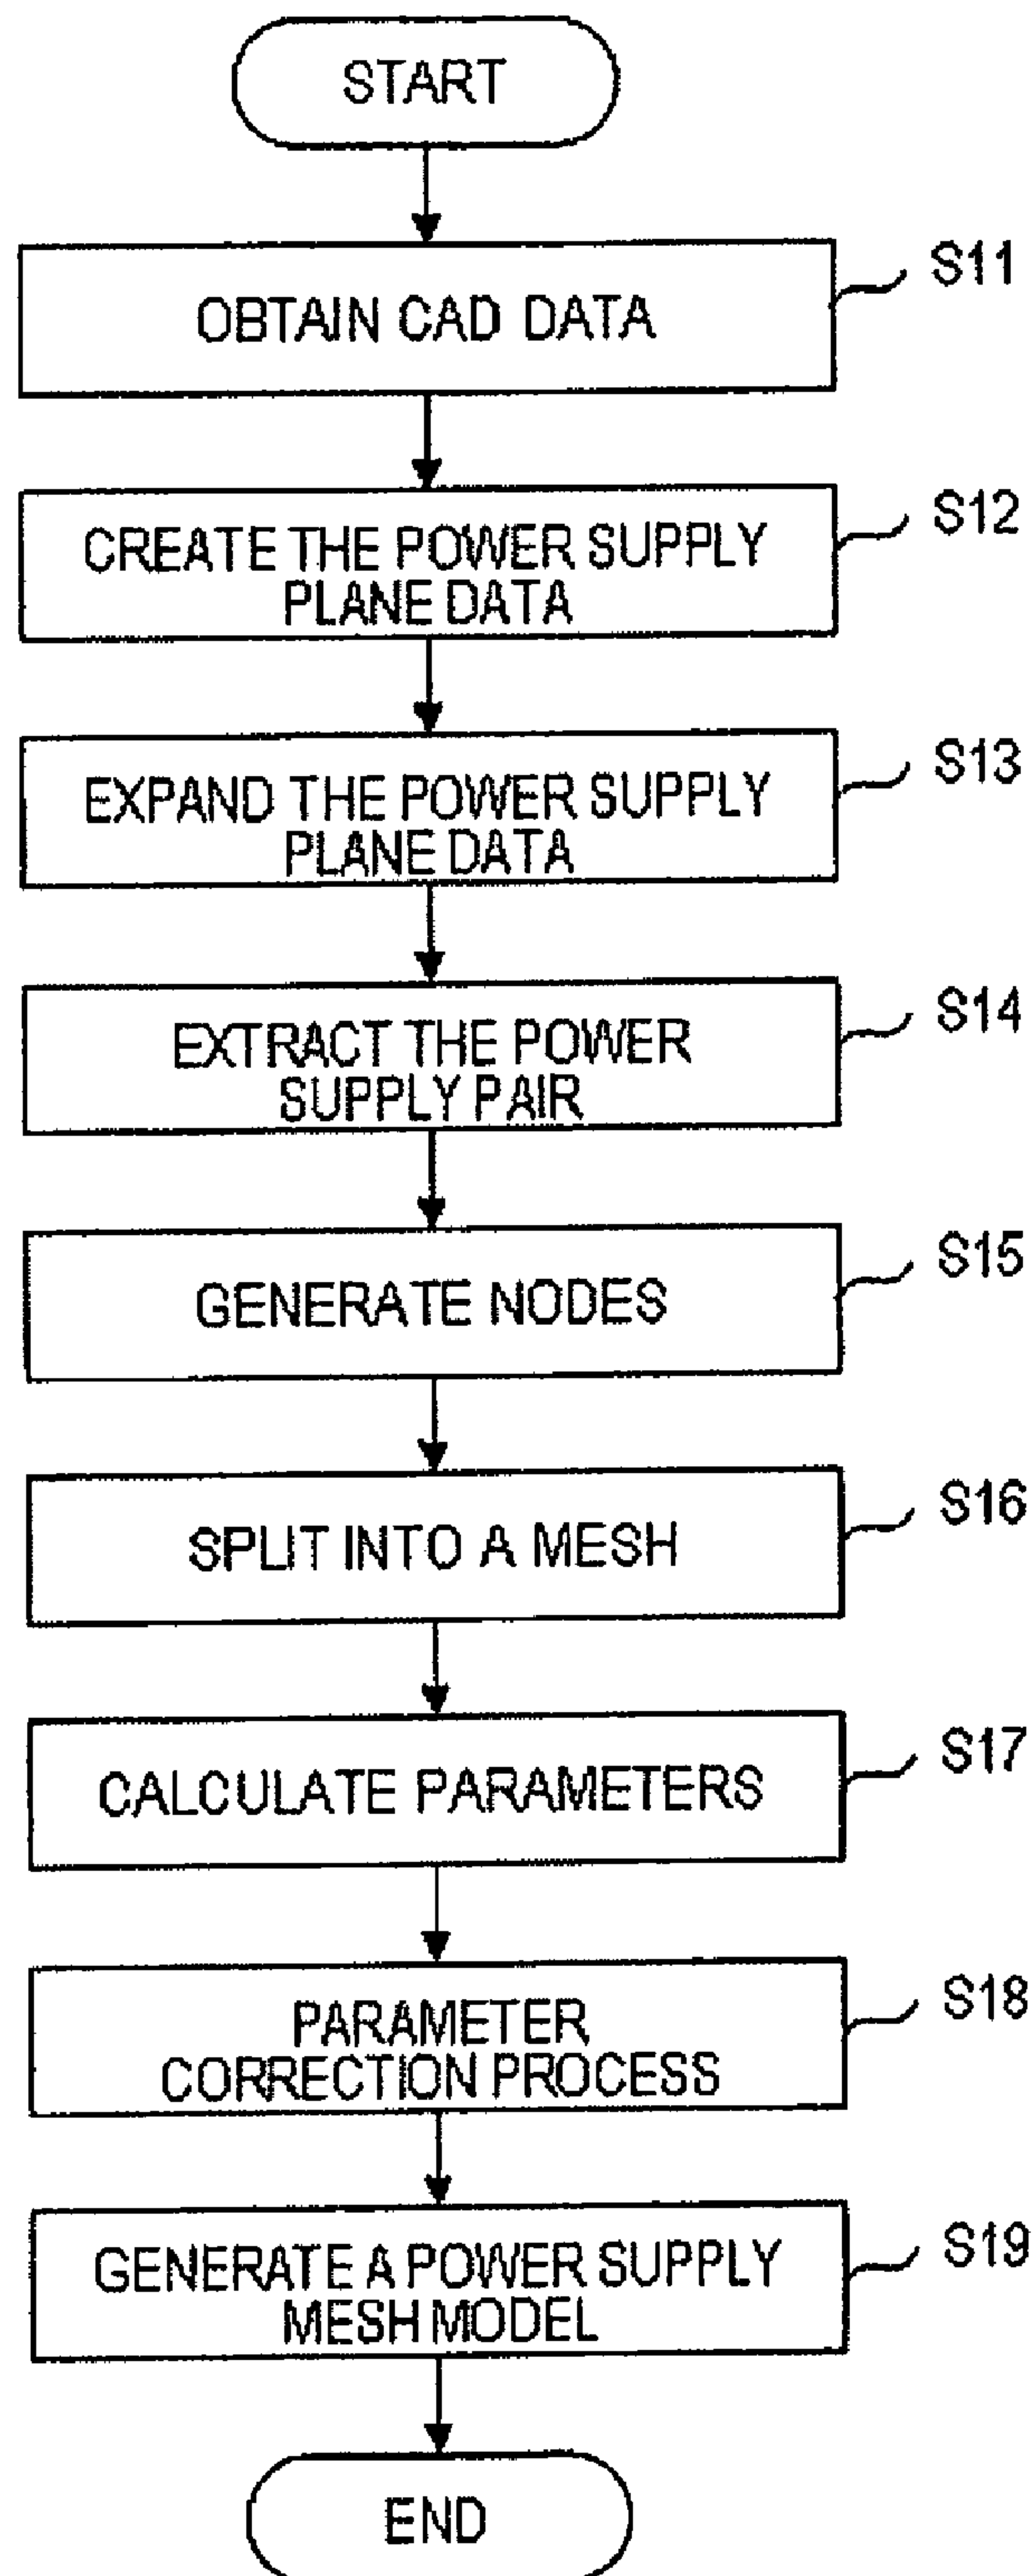 START
OBTAIN CAD DATA
S11
CREATE THE POWER SUPPLY
PLANE DATA
S12
EXPAND THE POWER SUPPLY
PLANE DATA
S13
EXTRACT THE POWER
SUPPLY PAIR
S14
GENERATE NODES
S15
SPLIT INTO A MESH
S16
CALCULATE PARAMETERS
S17
PARAMETER
CORRECTION PROCESS
S18
GENERATE A POWER SUPPLY
MESH MODEL
S19
END